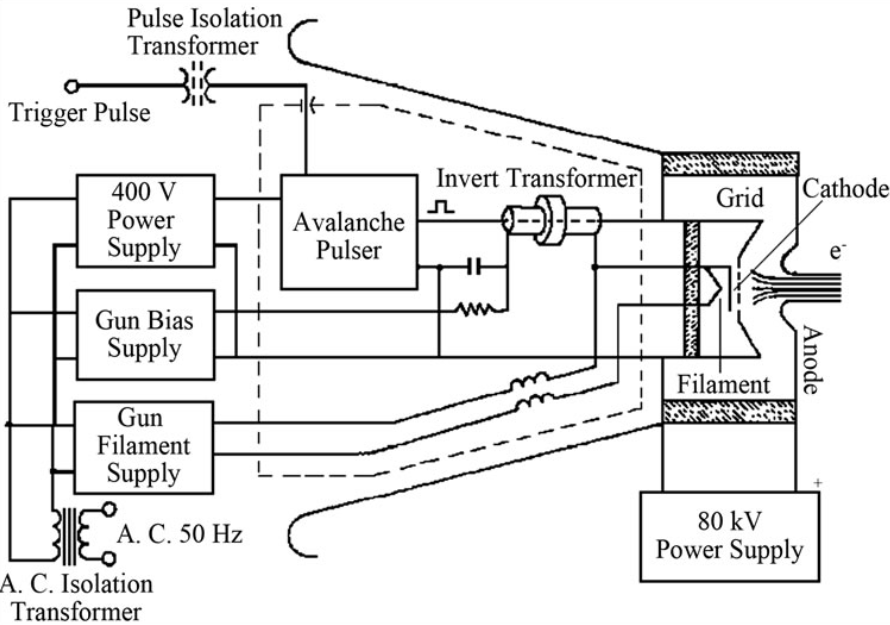 Pulse Isolation
Transformer
Trigger Pulse
400 V
Power
Supply
Avalanche
Pulser
Invert Transformer
Grid
Cathode
e-
Gun Bias
Supply
Filament
Anode
Gun
Filament
Supply
A. C. 50 Hz
A. C. Isolation
Transformer
+
80 kV
Power Supply